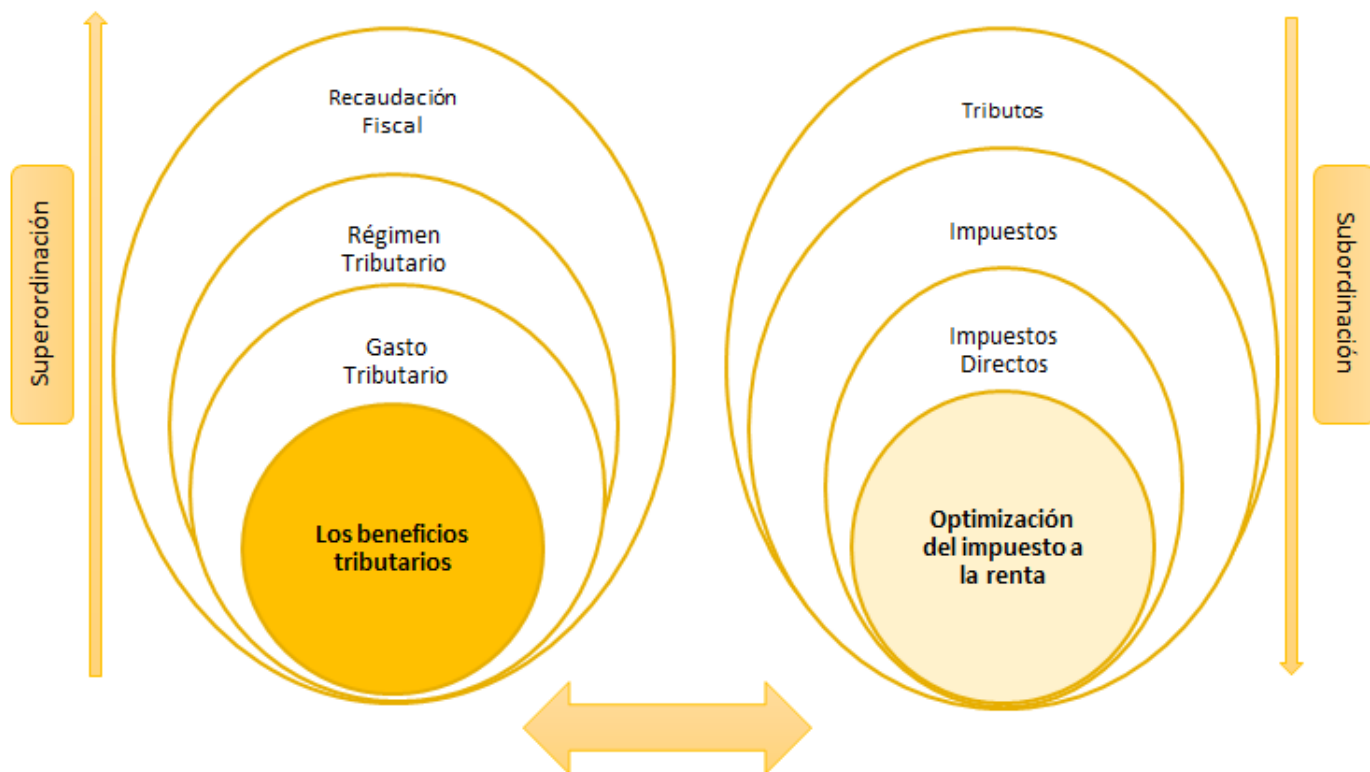 Superordinación
Recaudación
Fiscal
Régimen
Tributario
Gasto
Tributario
Los beneficios
tributarios
Tributos
Impuestos
Impuestos
Directos
Optimización
del impuesto a
la renta
Subordinación